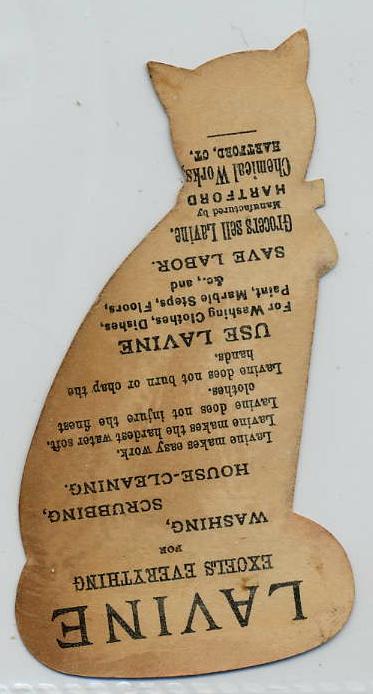 LAVINE
EXCELS EVERYTHING
FOR
WASHING,
SCRUBBING,
HOUSE-CLEANING.
Lavine makes easy work.
Lavine makes the hardest water soft.
Lavine does not injure the finest
clothes.
Lavine does not burn or chap the
hands.
USE LAVINE
For Washing Clothes, Dishes,
Paint, Marble Steps, Floors,
&c., and
SAVE LABOR.
Grocers sell Lavine.
Manufactured by
HARTFORD
Chemical Works,
HARTFORD, CT.